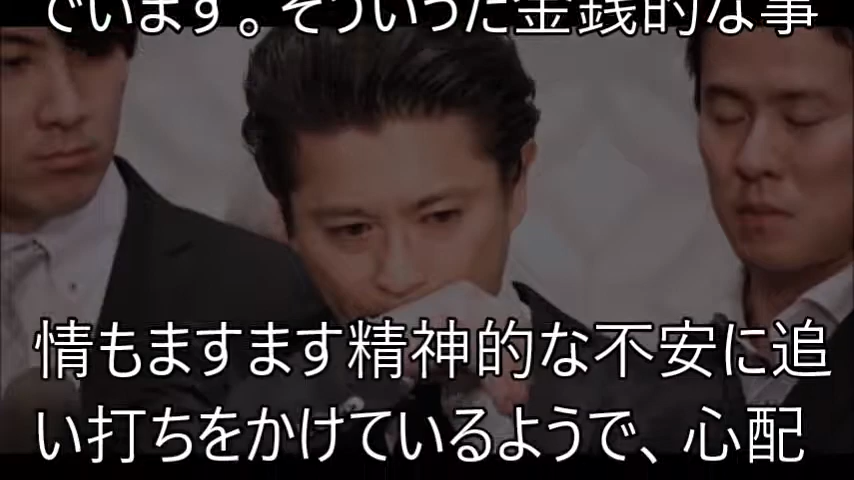 でいます。そういった金銭的な事
情もますます精神的な不安に追
い打ちをかけているようで、心配